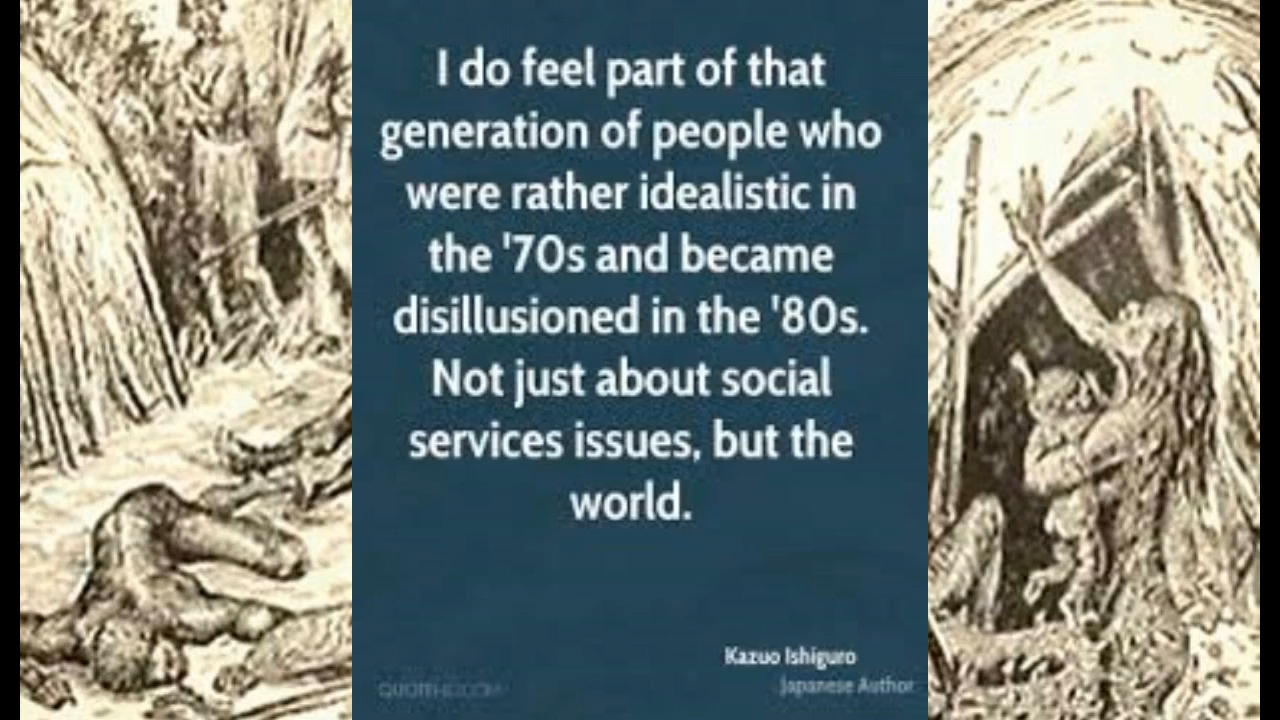 I do feel part of that
generation of people who
were rather idealistic in
the '70s and became
disillusioned in the '80s.
Not just about social
services issues, but the
world.
Kazuo Ishiguro
Japanese Author